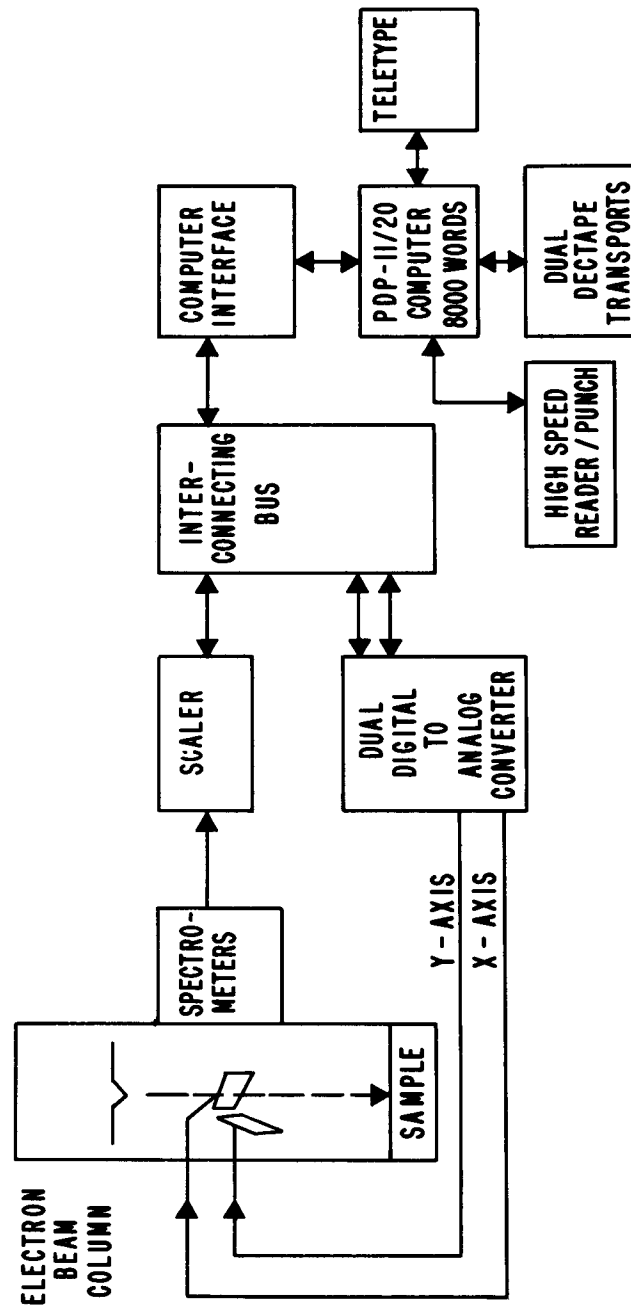 ELECTRON
BEAM
COLUMN
SAMPLE
SPECTRO-
METERS
SCALER
Y-AXIS
X-AXIS
DUAL
DIGITAL
TO
ANALOG
CONVERTER
INTER-
CONNECTING
BUS
COMPUTER
INTERFACE
PDP-11/20
COMPUTER
8000 WORDS
TELETYPE
HIGH SPEED
READER/PUNCH
DUAL
DECTAPE
TRANSPORTS